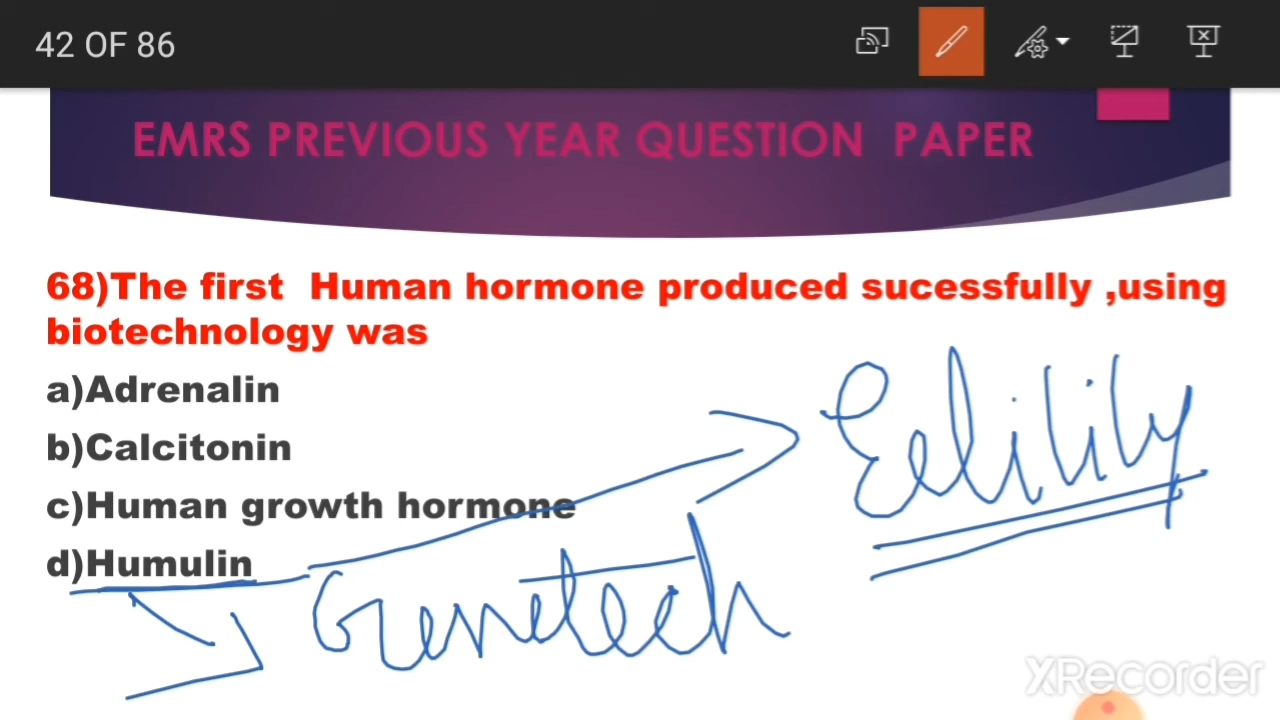 42 OF 86
EMRS PREVIOUS YEAR QUESTION PAPER
68)The first Human hormone produced sucessfully ,using
biotechnology was
a)Adrenalin
b)Calcitonin
c)Human growth hormone
d)Humulin
Genetech
XRecorder